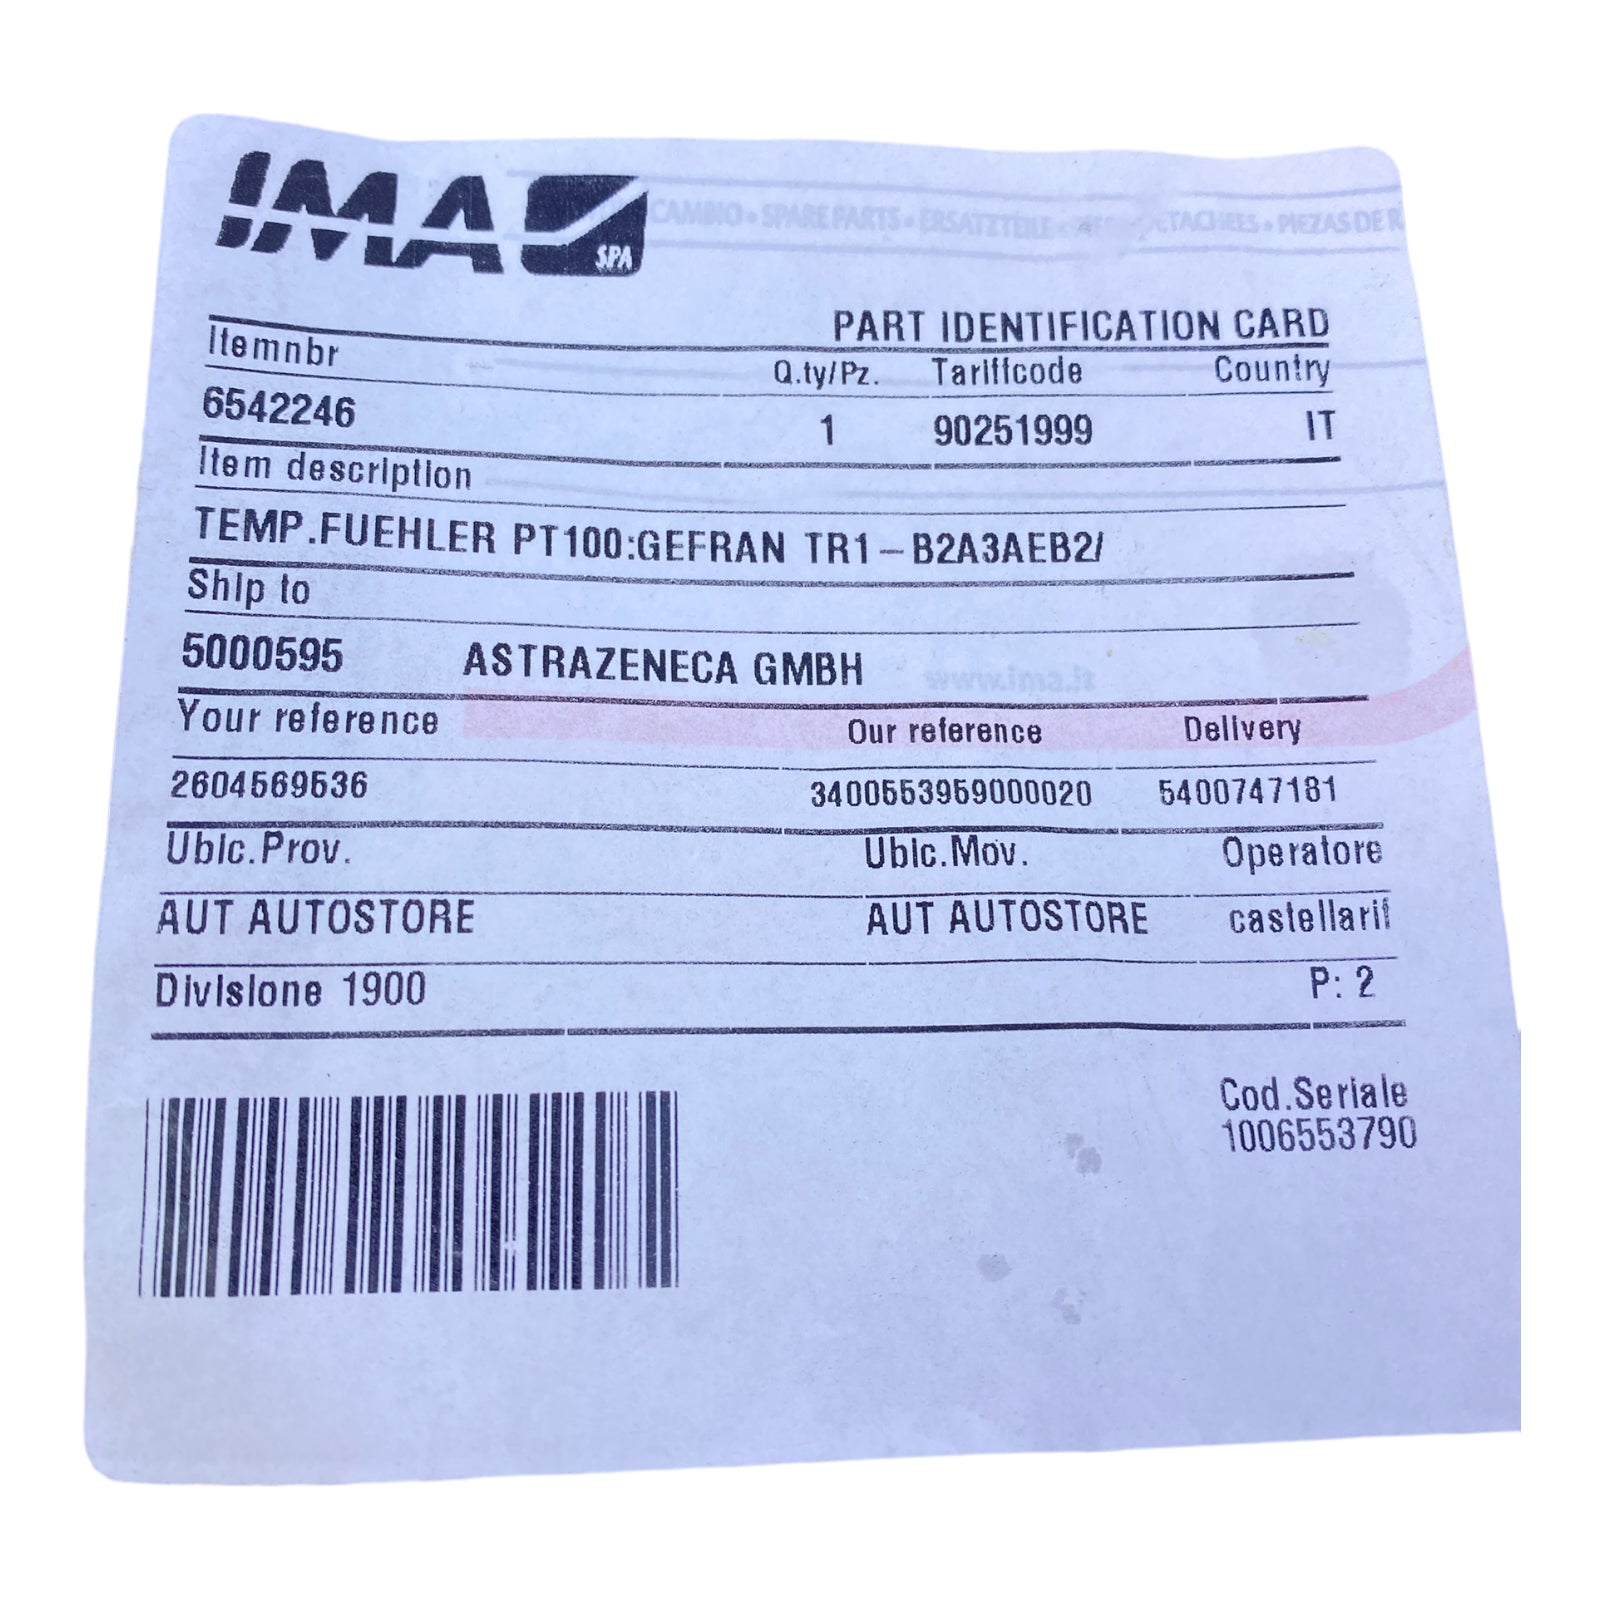 IMA SPA
CAMBIO • SPARE PARTS • ERSATZTEILE • PIEZAS DE R
PART IDENTIFICATION CARD
Itemnbr Q.ty/Pz. Tariffcode Country
6542246 1 90251999 IT
Item description
TEMP.FUEHLER PT100:GEFRAN TR1-B2A3AEB2/
Ship to
5000595 ASTRAZENECA GMBH
www.ima.it
Your reference Our reference Delivery
2604569536 3400553959000020 5400747181
Ubic.Prov. Ubic.Mov. Operatore
AUT AUTOSTORE AUT AUTOSTORE castellarif
Divisione 1900 P: 2
Cod.Seriale
1006553790